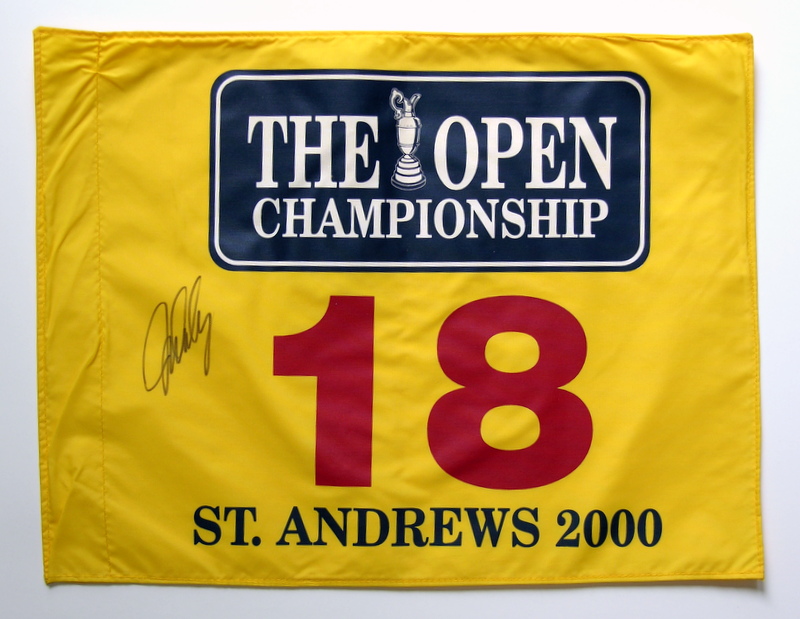 THE OPEN
CHAMPIONSHIP
18
ST. ANDREWS 2000